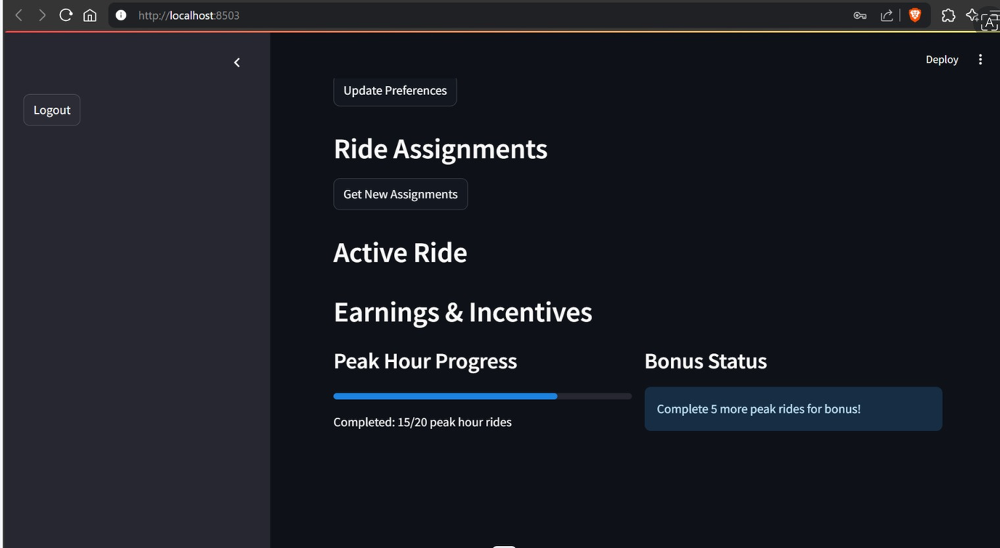 http://localhost:8503
A
Deploy
Logout
Update Preferences
Ride Assignments
Get New Assignments
Active Ride
Earnings & Incentives
Peak Hour Progress
Bonus Status
Complete 5 more peak rides for bonus!
Completed: 15/20 peak hour rides